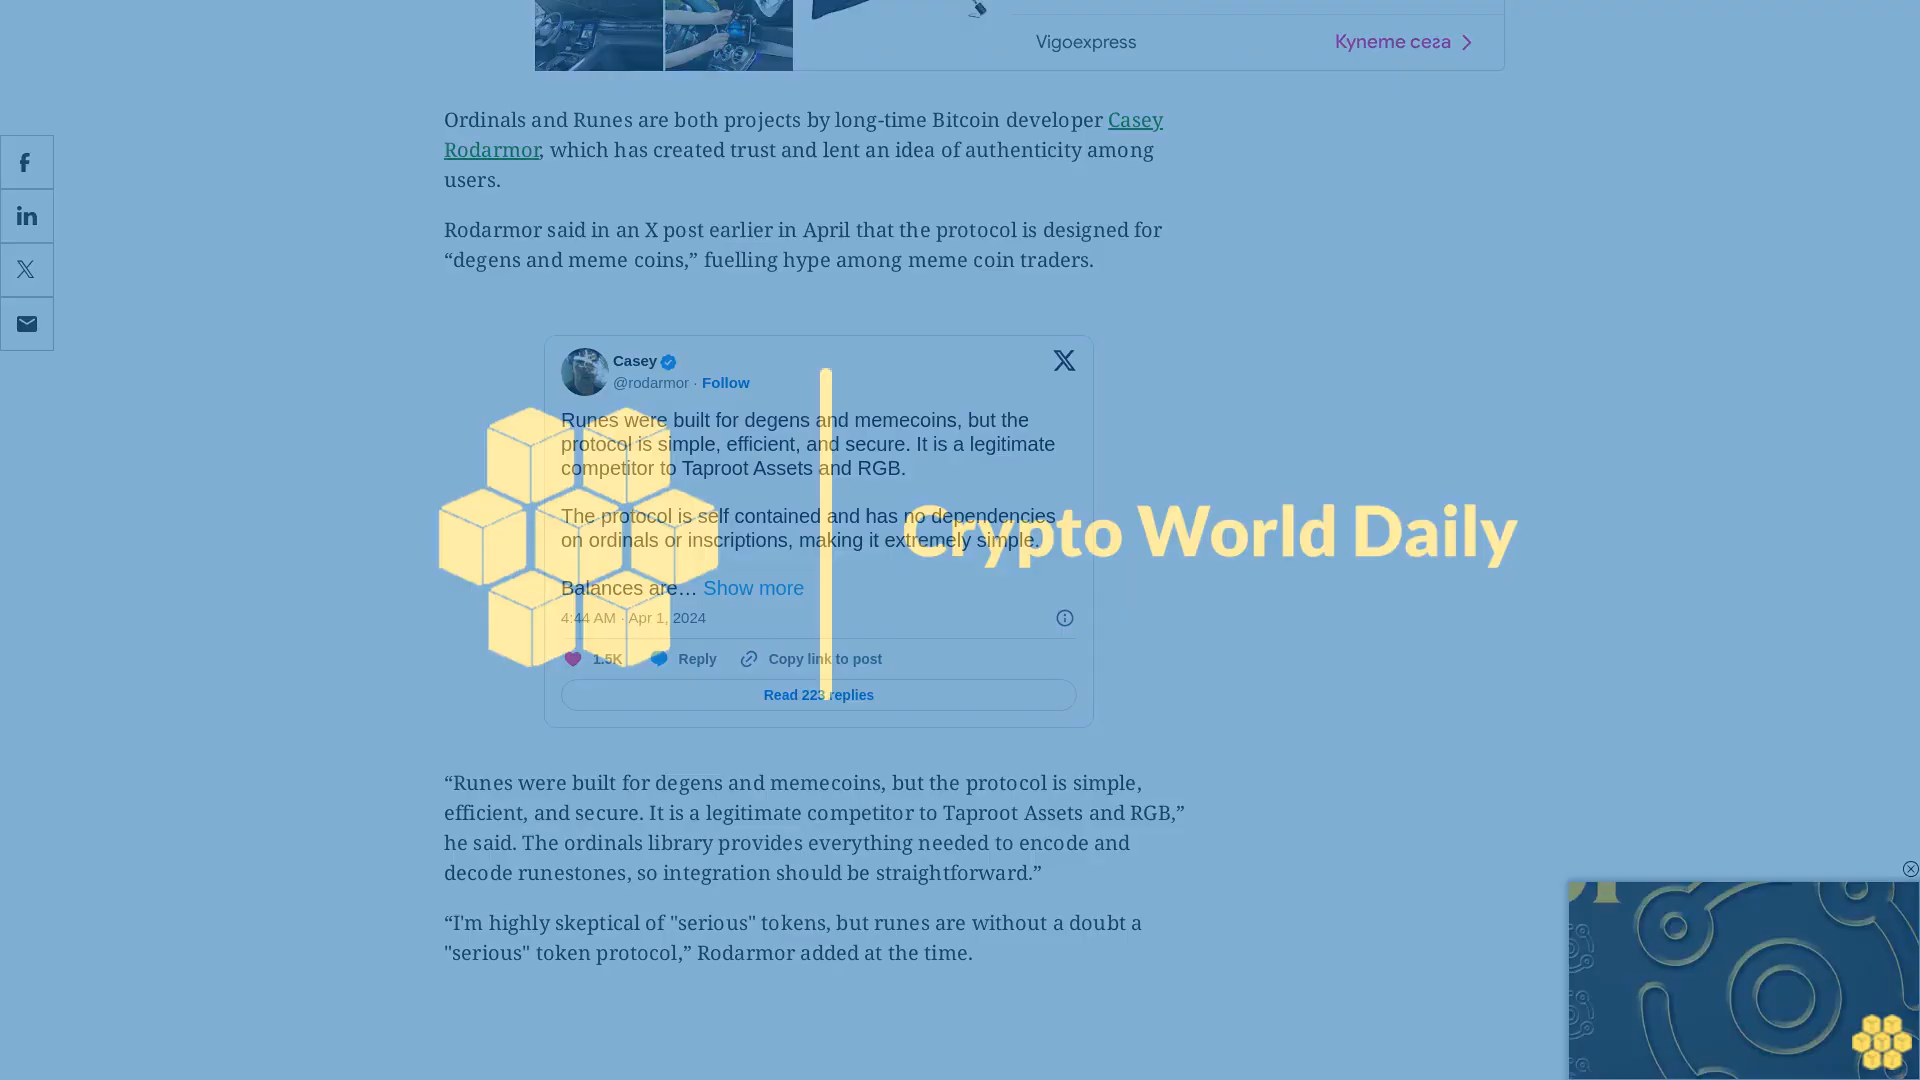 Vigoexpress
Купете сега
Ordinals and Runes are both projects by long-time Bitcoin developer Casey
Rodarmor, which has created trust and lent an idea of authenticity among
users.
Rodarmor said in an X post earlier in April that the protocol is designed for
“degens and meme coins,” fuelling hype among meme coin traders.
Casey
@rodarmor · Follow
Runes were built for degens and memecoins, but the
protocol is simple, efficient, and secure. It is a legitimate
competitor to Taproot Assets and RGB.
The protocol is self contained and has no dependencies
on ordinals or inscriptions, making it extremely simple.
Balances are… Show more
4:44 AM · Apr 1, 2024
1.5K Reply Copy link to post
Read 223 replies
Crypto World Daily
“Runes were built for degens and memecoins, but the protocol is simple,
efficient, and secure. It is a legitimate competitor to Taproot Assets and RGB,”
he said. The ordinals library provides everything needed to encode and
decode runestones, so integration should be straightforward.”
“I'm highly skeptical of "serious" tokens, but runes are without a doubt a
"serious" token protocol,” Rodarmor added at the time.